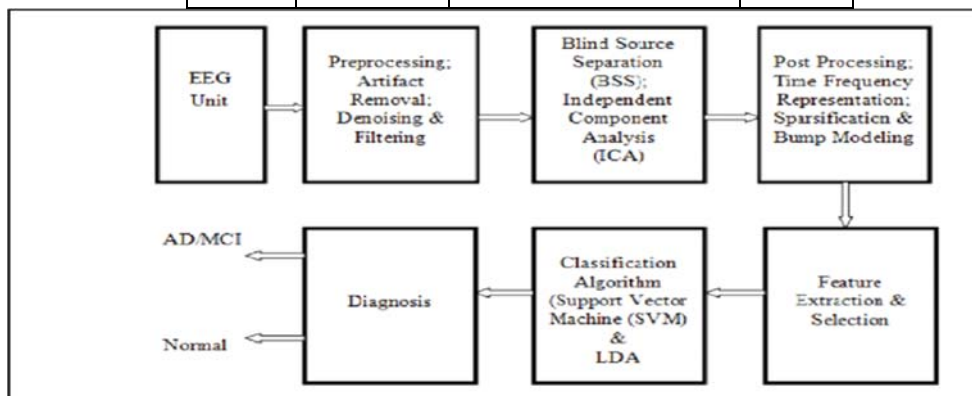 EEG
Unit
Preprocessing;
Artifact
Removal;
Denoising &
Filtering
Blind Source
Separation
(BSS);
Independent
Component
Analysis
(ICA)
Post Processing;
Time Frequency
Representation;
Sparsification &
Bump Modeling
Feature
Extraction &
Selection
Classification
Algorithm
(Support Vector
Machine (SVM)
&
LDA
Diagnosis
AD/MCI
Normal